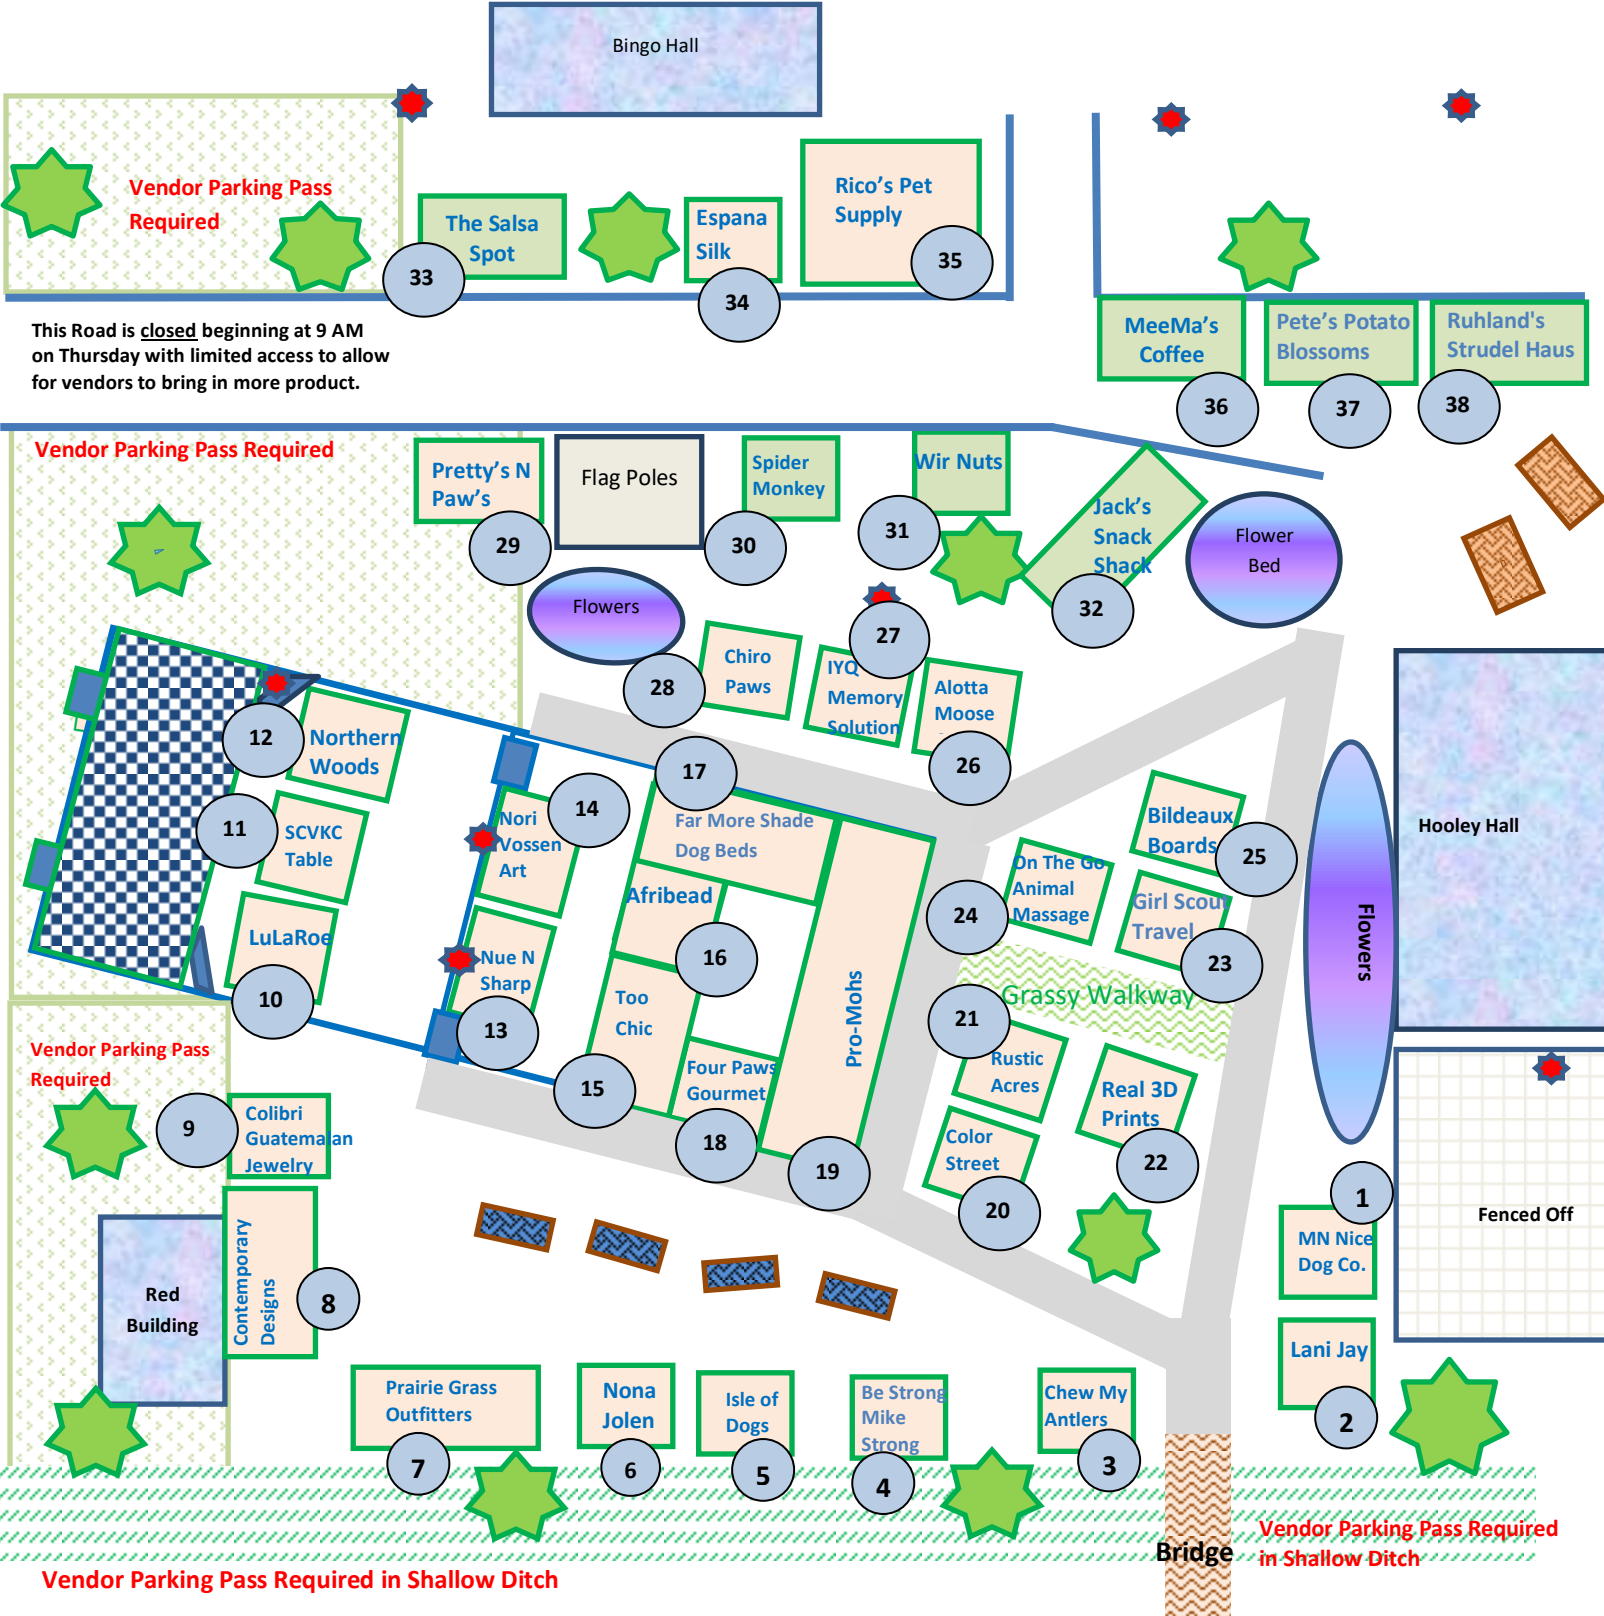 Bingo Hall
Vendor Parking Pass
Required
The Salsa
Spot
33
Espana
Silk
34
Rico’s Pet
Supply
35
This Road is closed beginning at 9 AM
on Thursday with limited access to allow
for vendors to bring in more product.
MeeMa’s
Coffee
36
Pete’s Potato
Blossoms
37
Ruhland's
Strudel Haus
38
Vendor Parking Pass Required
Pretty’s N
Paw’s
29
Flag Poles
Spider
Monkey
30
Wir Nuts
31
Jack’s
Snack
Shack
32
Flower
Bed
Flowers
28
Chiro
Paws
27
IYQ
Memory
Solution
Alotta
Moose
26
12
Northern
Woods
11
SCVKC
Table
LuLaRoe
10
14
Nori
Vossen
Art
Nue N
Sharp
13
17
Far More Shade
Dog Beds
Afribead
16
Too
Chic
15
Four Paws
Gourmet
18
Pro-Mohs
19
Bildeaux
Boards
25
On The Go
Animal
Massage
24
Girl Scout
Travel
23
Grassy Walkway
21
Rustic
Acres
Real 3D
Prints
22
Color
Street
20
Hooley Hall
Flowers
Fenced Off
1
MN Nice
Dog Co.
Lani Jay
2
Vendor Parking Pass
Required
9
Colibri
Guatemalan
Jewelry
Contemporary
Designs
8
Red
Building
Prairie Grass
Outfitters
7
Nona
Jolen
6
Isle of
Dogs
5
Be Strong
Mike
Strong
4
Chew My
Antlers
3
Bridge
Vendor Parking Pass Required
in Shallow Ditch
Vendor Parking Pass Required in Shallow Ditch